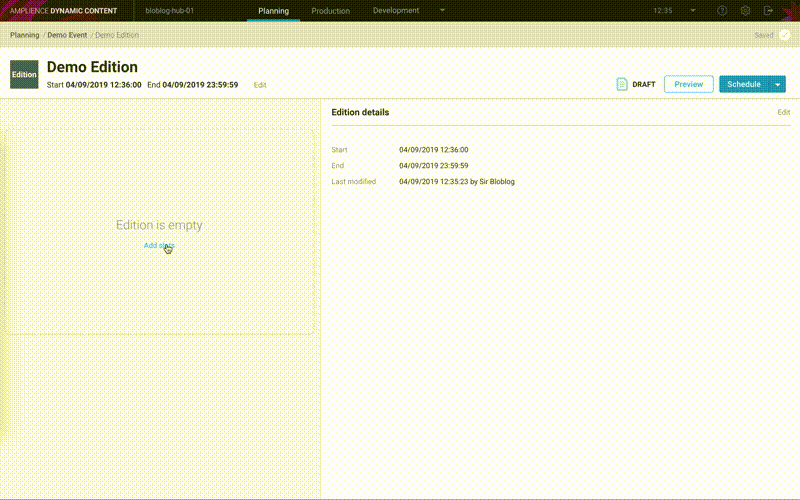 AMPLIENCE DYNAMIC CONTENT bloblog-hub-01 Planning Production Development 12:35
Planning / Demo Event / Demo Edition Saved
Edition
Demo Edition
Start 04/09/2019 12:36:00 End 04/09/2019 23:59:59 Edit
DRAFT Preview Schedule
Edition details Edit
Start 04/09/2019 12:36:00
End 04/09/2019 23:59:59
Last modified 04/09/2019 12:35:23 by Sir Bloblog
Edition is empty
Add slots